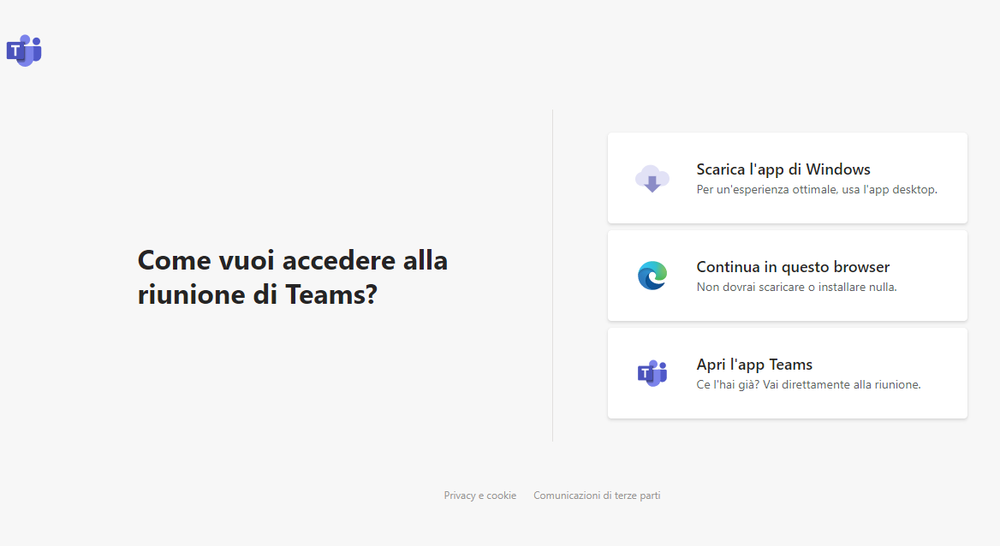 T
Come vuoi accedere alla
riunione di Teams?
Scarica l'app di Windows
Per un'esperienza ottimale, usa l'app desktop.
Continua in questo browser
Non dovrai scaricare o installare nulla.
T
Apri l'app Teams
Ce l'hai già? Vai direttamente alla riunione.
Privacy e cookie
Comunicazioni di terze parti